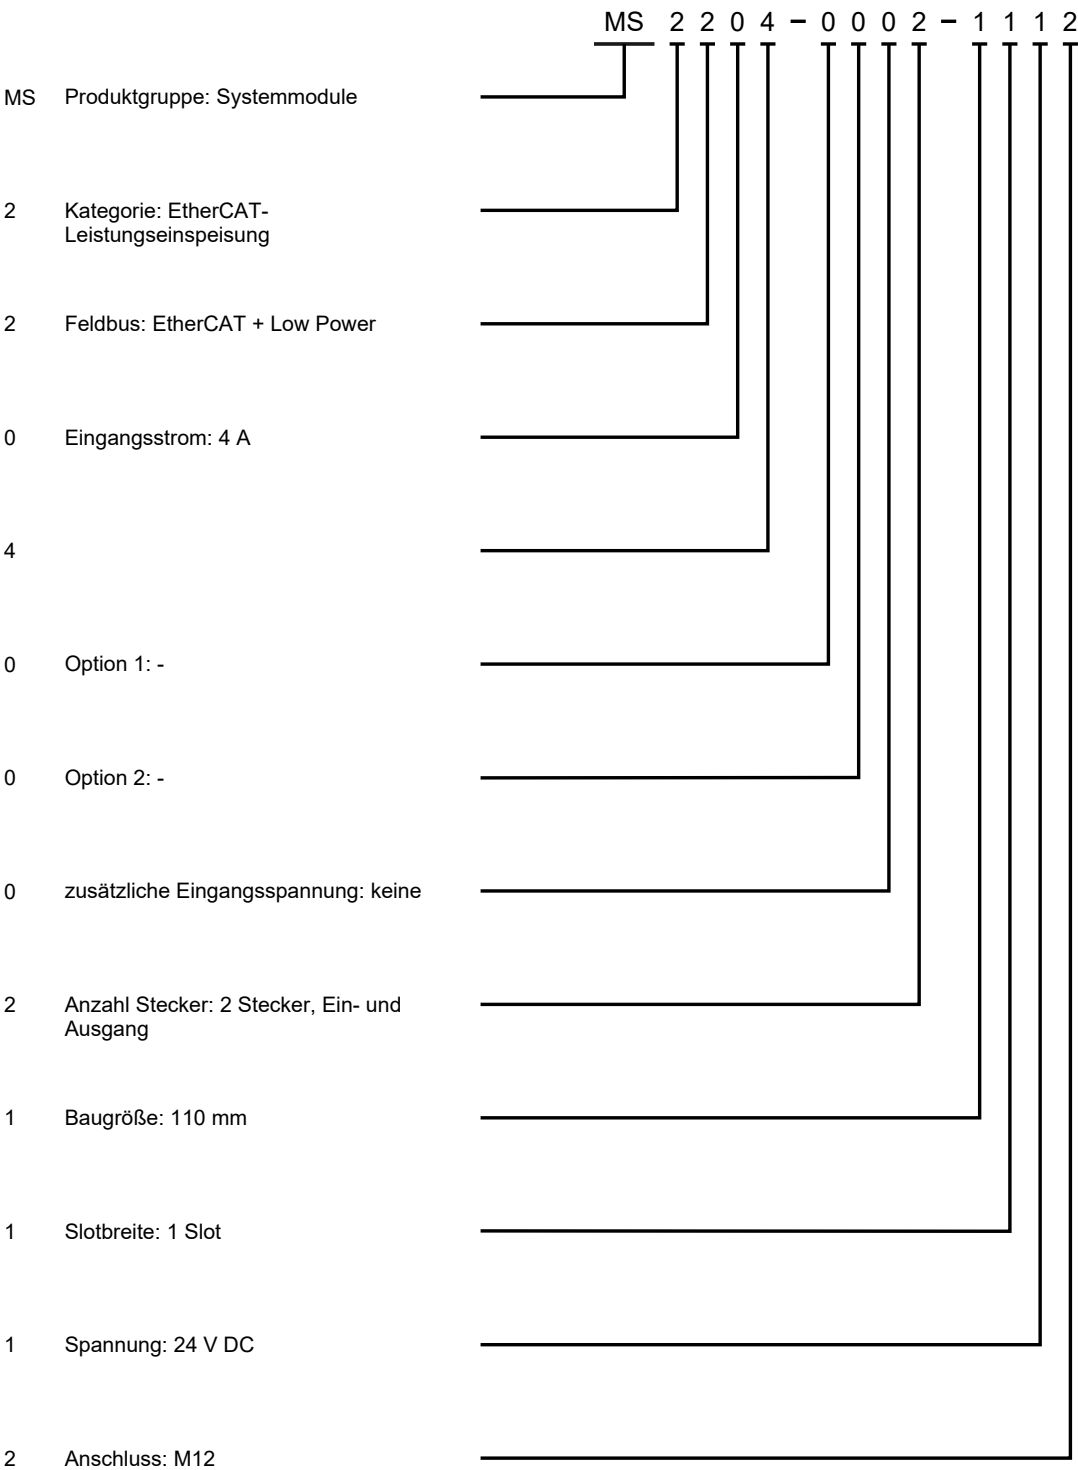 MS 2 2 0 4 – 0 0 0 2 – 1 1 1 2
MS Produktgruppe: Systemmodule
2 Kategorie: EtherCAT-
Leistungseinspeisung
2 Feldbus: EtherCAT + Low Power
0 Eingangsstrom: 4 A
4
0 Option 1: -
0 Option 2: -
0 zusätzliche Eingangsspannung: keine
2 Anzahl Stecker: 2 Stecker, Ein- und
Ausgang
1 Baugröße: 110 mm
1 Slotbreite: 1 Slot
1 Spannung: 24 V DC
2 Anschluss: M12